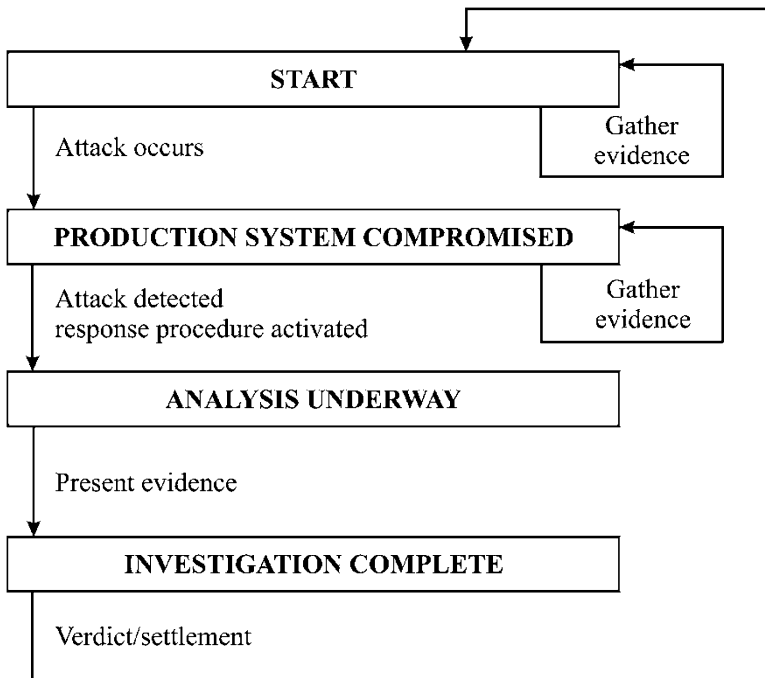 START
Attack occurs
Gather
evidence
PRODUCTION SYSTEM COMPROMISED
Attack detected
response procedure activated
Gather
evidence
ANALYSIS UNDERWAY
Present evidence
INVESTIGATION COMPLETE
Verdict/settlement